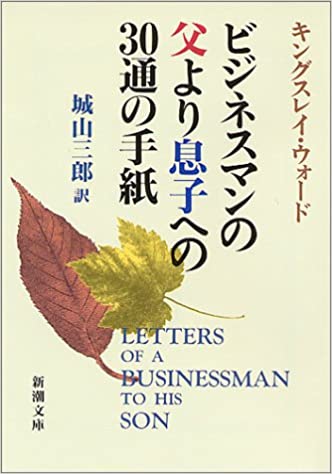 キングスレイ・ウォード
ビジネスマンの
父より息子への
30通の手紙
城山三郎 訳
LETTERS
OF A
BUSINESSMAN
TO HIS
SON
新潮文庫